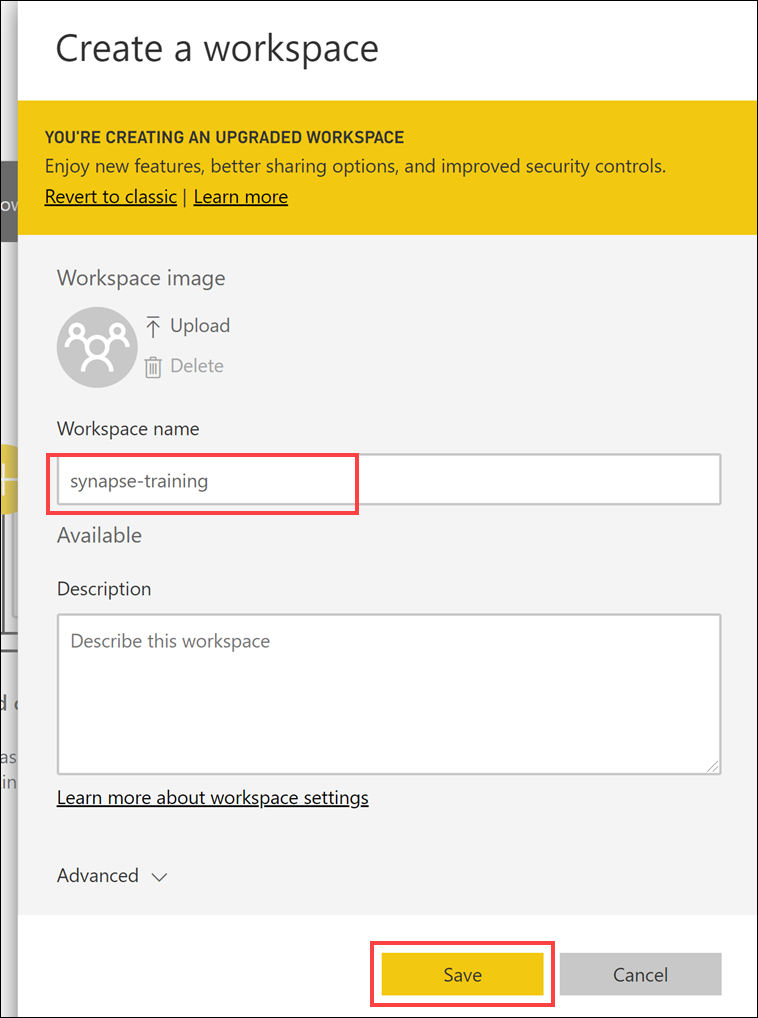 Create a workspace
YOU'RE CREATING AN UPGRADED WORKSPACE
Enjoy new features, better sharing options, and improved security controls.
Revert to classic | Learn more
Workspace image
Upload
Delete
Workspace name
synapse-training
Available
Description
Describe this workspace
Learn more about workspace settings
Advanced
Save
Cancel